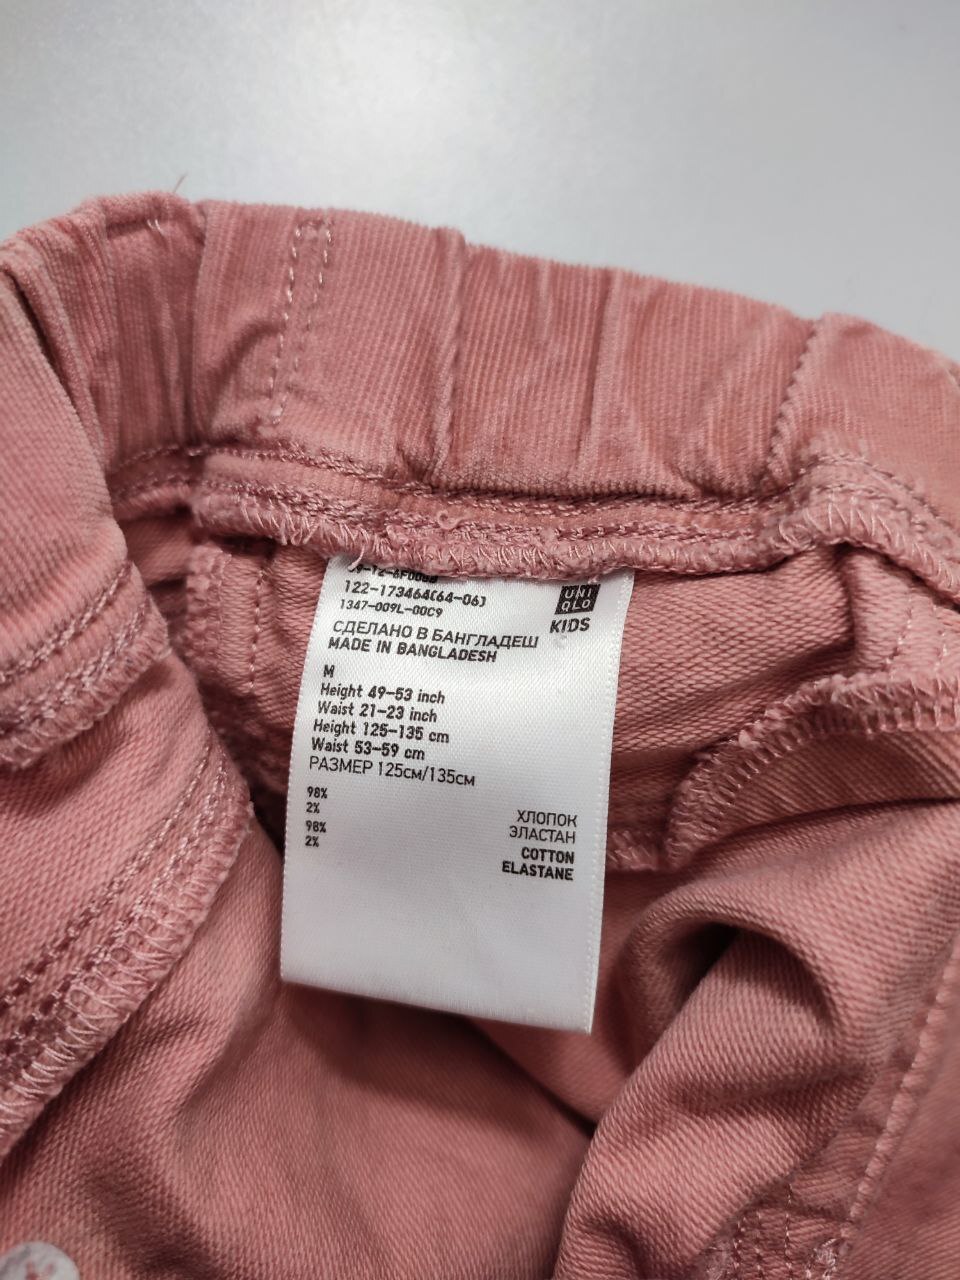 122-173464(64-06)
1347-009L-00C9
UNI
QLO
KIDS
СДЕЛАНО В БАНГЛАДЕШ
MADE IN BANGLADESH
M
Height 49-53 inch
Waist 21-23 inch
Height 125-135 cm
Waist 53-59 cm
РАЗМЕР 125см/135см
98% ХЛОПОК
2% ЭЛАСТАН
98% COTTON
2% ELASTANE